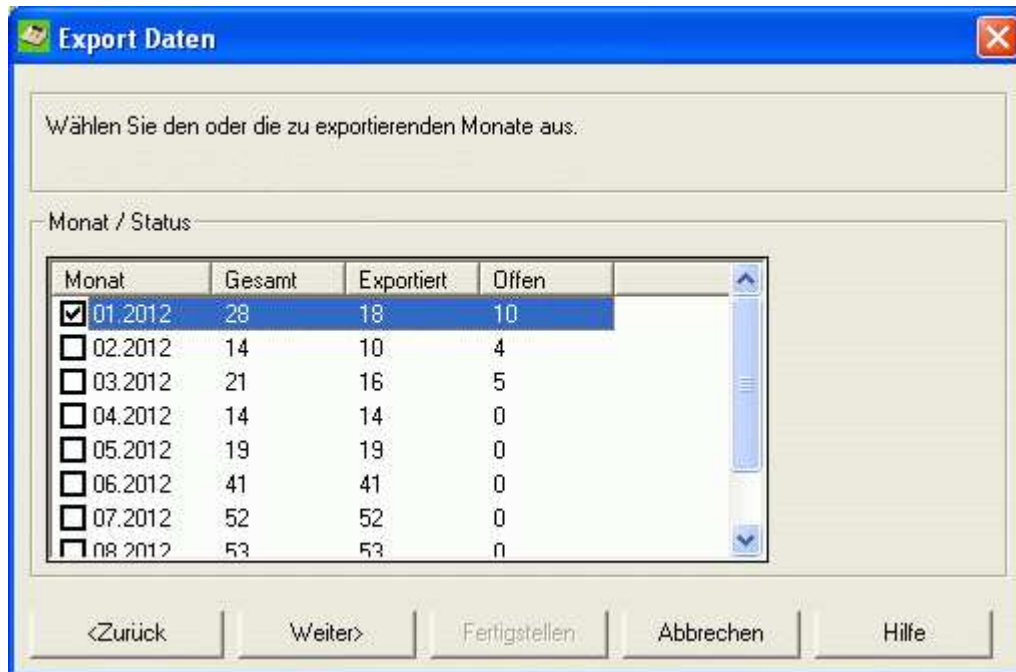 Export Daten
Wählen Sie den oder die zu exportierenden Monate aus.
Monat / Status
Monat Gesamt Exportiert Offen
01.2012 28 18 10
02.2012 14 10 4
03.2012 21 16 5
04.2012 14 14 0
05.2012 19 19 0
06.2012 41 41 0
07.2012 52 52 0
08.2012 53 53 0
<Zurück Weiter> Fertigstellen Abbrechen Hilfe